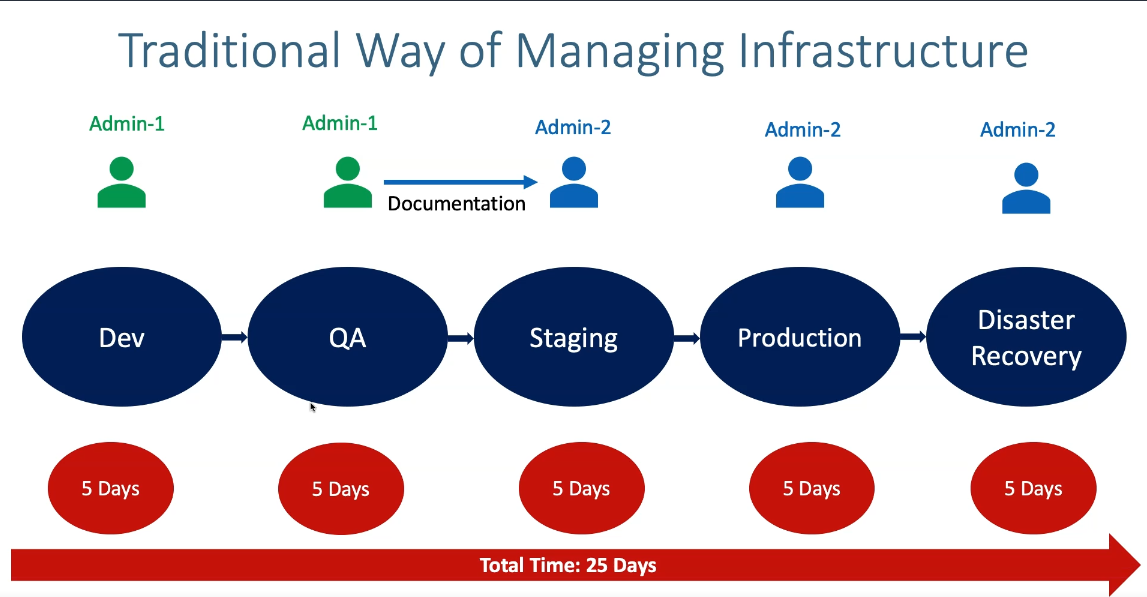 Traditional Way of Managing Infrastructure
Admin-1
Admin-1
Admin-2
Admin-2
Admin-2
Documentation
Dev
QA
Staging
Production
Disaster
Recovery
5 Days
5 Days
5 Days
5 Days
5 Days
Total Time: 25 Days